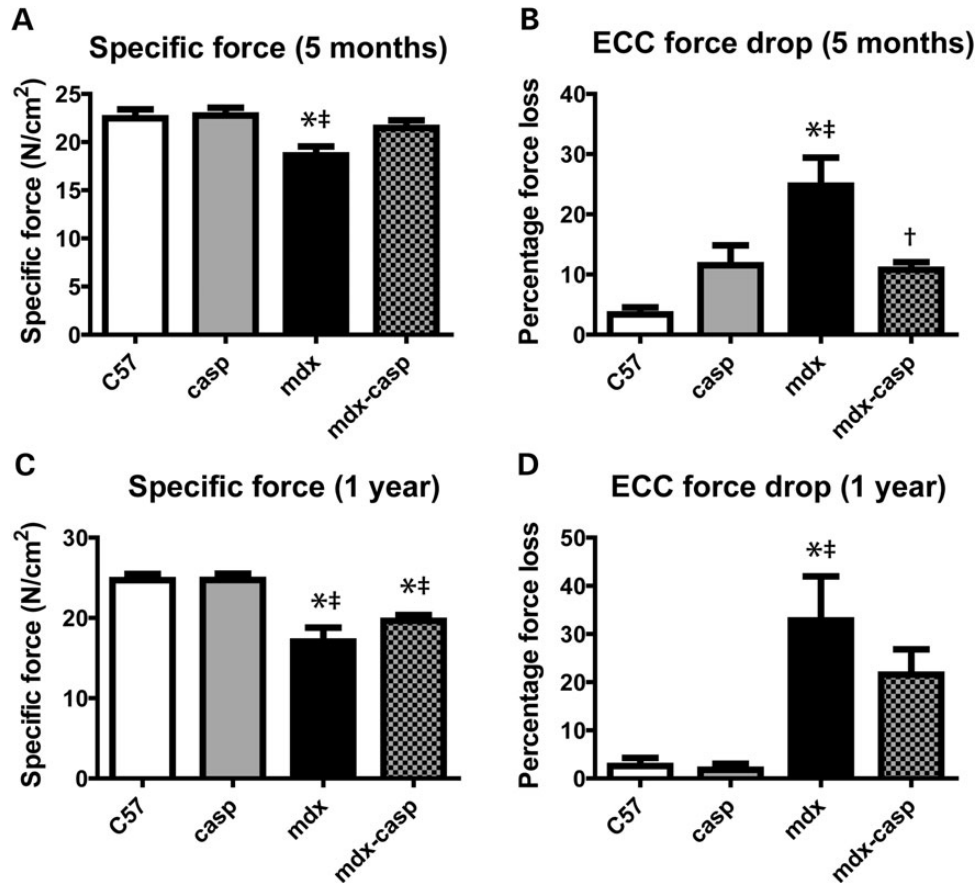 A
Specific force (5 months)
Specific force (N/cm²)
25
20
15
10
5
0
*‡
C57
casp
mdx
mdx-casp
B
ECC force drop (5 months)
Percentage force loss
40
30
20
10
0
*‡
†
C57
casp
mdx
mdx-casp
C
Specific force (1 year)
Specific force (N/cm²)
30
20
10
0
*‡
*‡
C57
casp
mdx
mdx-casp
D
ECC force drop (1 year)
Percentage force loss
50
40
30
20
10
0
*‡
C57
casp
mdx
mdx-casp